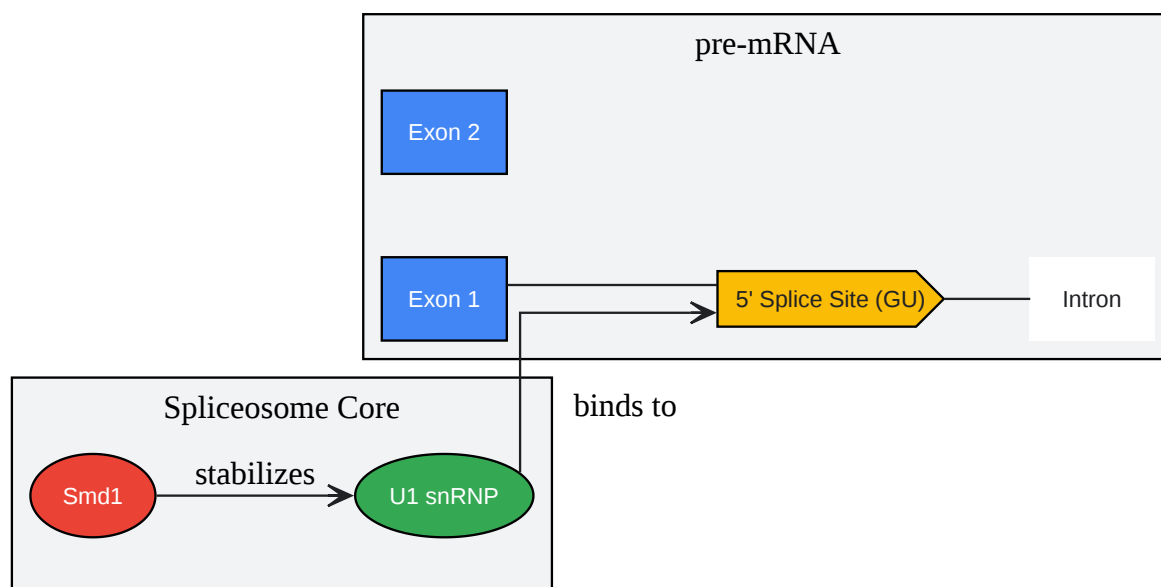 pre-mRNA
Exon 2
Exon 1
5' Splice Site (GU)
Intron
Spliceosome Core
binds to
Smd1
stabilizes
U1 snRNP